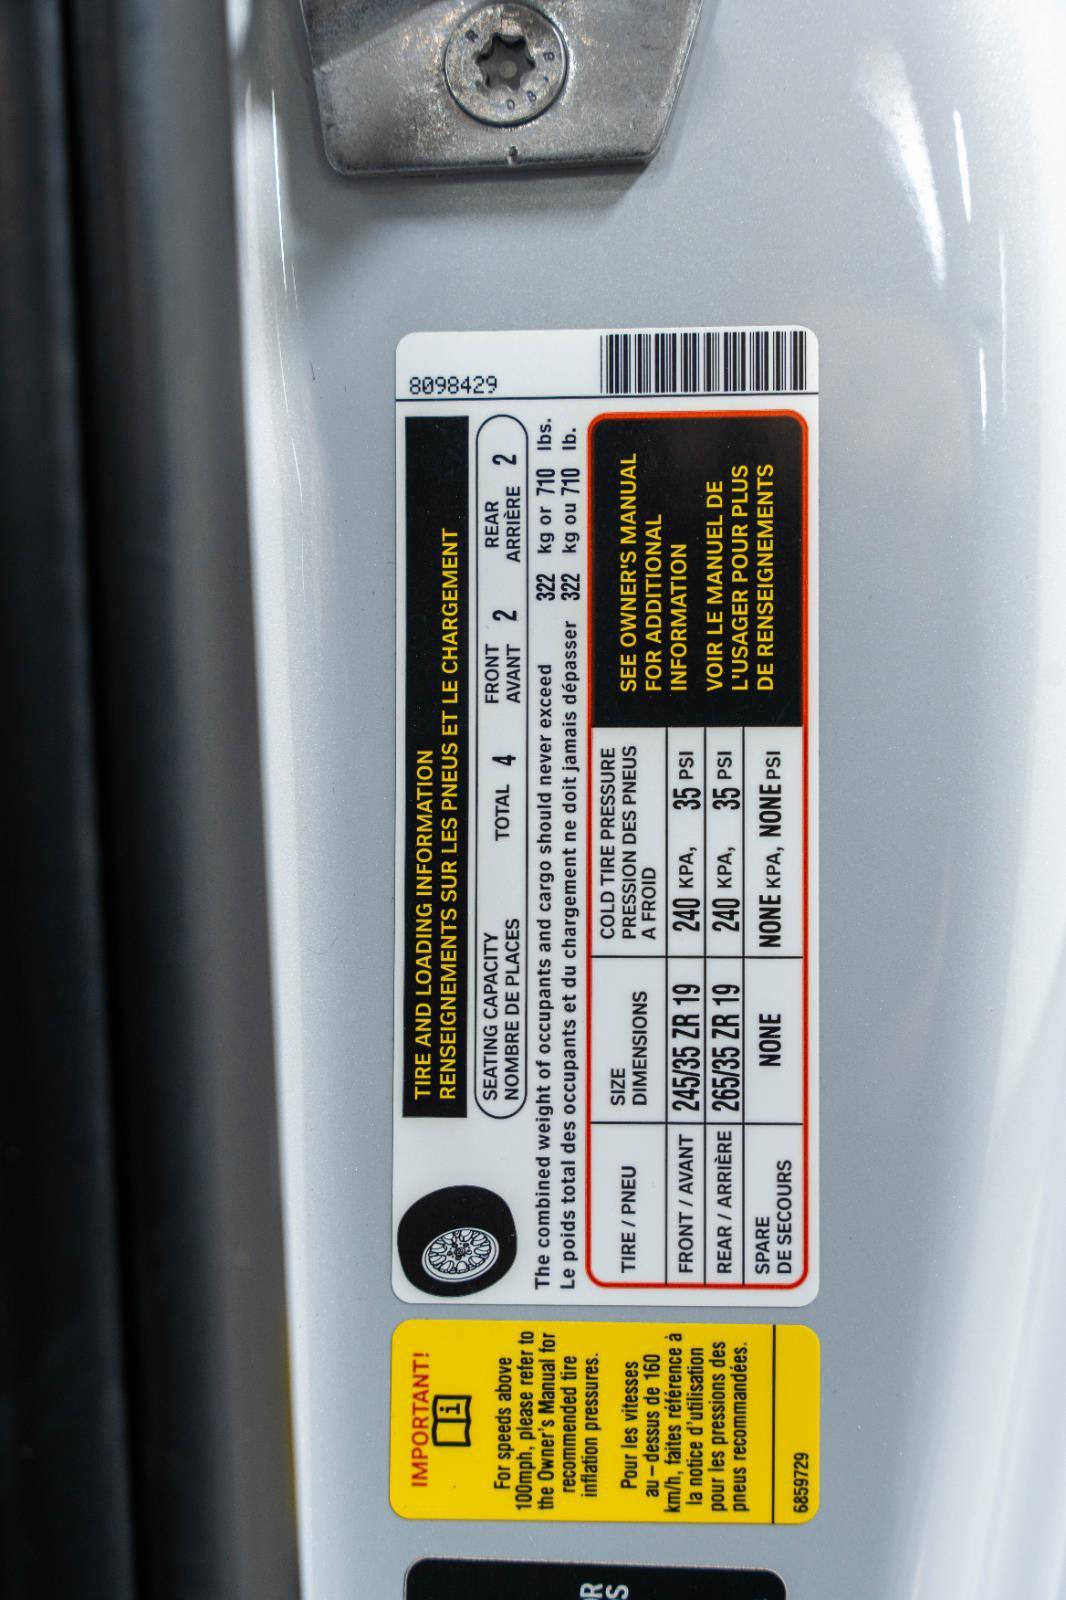 8098429
TIRE AND LOADING INFORMATION
RENSEIGNEMENTS SUR LES PNEUS ET LE CHARGEMENT
SEATING CAPACITY
NOMBRE DE PLACES
TOTAL 4
FRONT
AVANT 2
REAR
ARRIÈRE 2
The combined weight of occupants and cargo should never exceed 322 kg or 710 lbs.
Le poids total des occupants et du chargement ne doit jamais dépasser 322 kg ou 710 lb.
TIRE / PNEU
SIZE
DIMENSIONS
COLD TIRE PRESSURE
PRESSION DES PNEUS
A FROID
FRONT / AVANT 245/35 ZR 19 240 KPA, 35 PSI
REAR / ARRIÈRE 265/35 ZR 19 240 KPA, 35 PSI
SPARE
DE SECOURS
NONE NONE KPA, NONE PSI
SEE OWNER'S MANUAL
FOR ADDITIONAL
INFORMATION
VOIR LE MANUEL DE
L'USAGER POUR PLUS
DE RENSEIGNEMENTS
IMPORTANT!
For speeds above
100mph, please refer to
the Owner's Manual for
recommended tire
inflation pressures.
Pour les vitesses
au-dessus de 160
km/h, faites référence à
la notice d'utilisation
pour les pressions des
pneus recommandées.
6859729